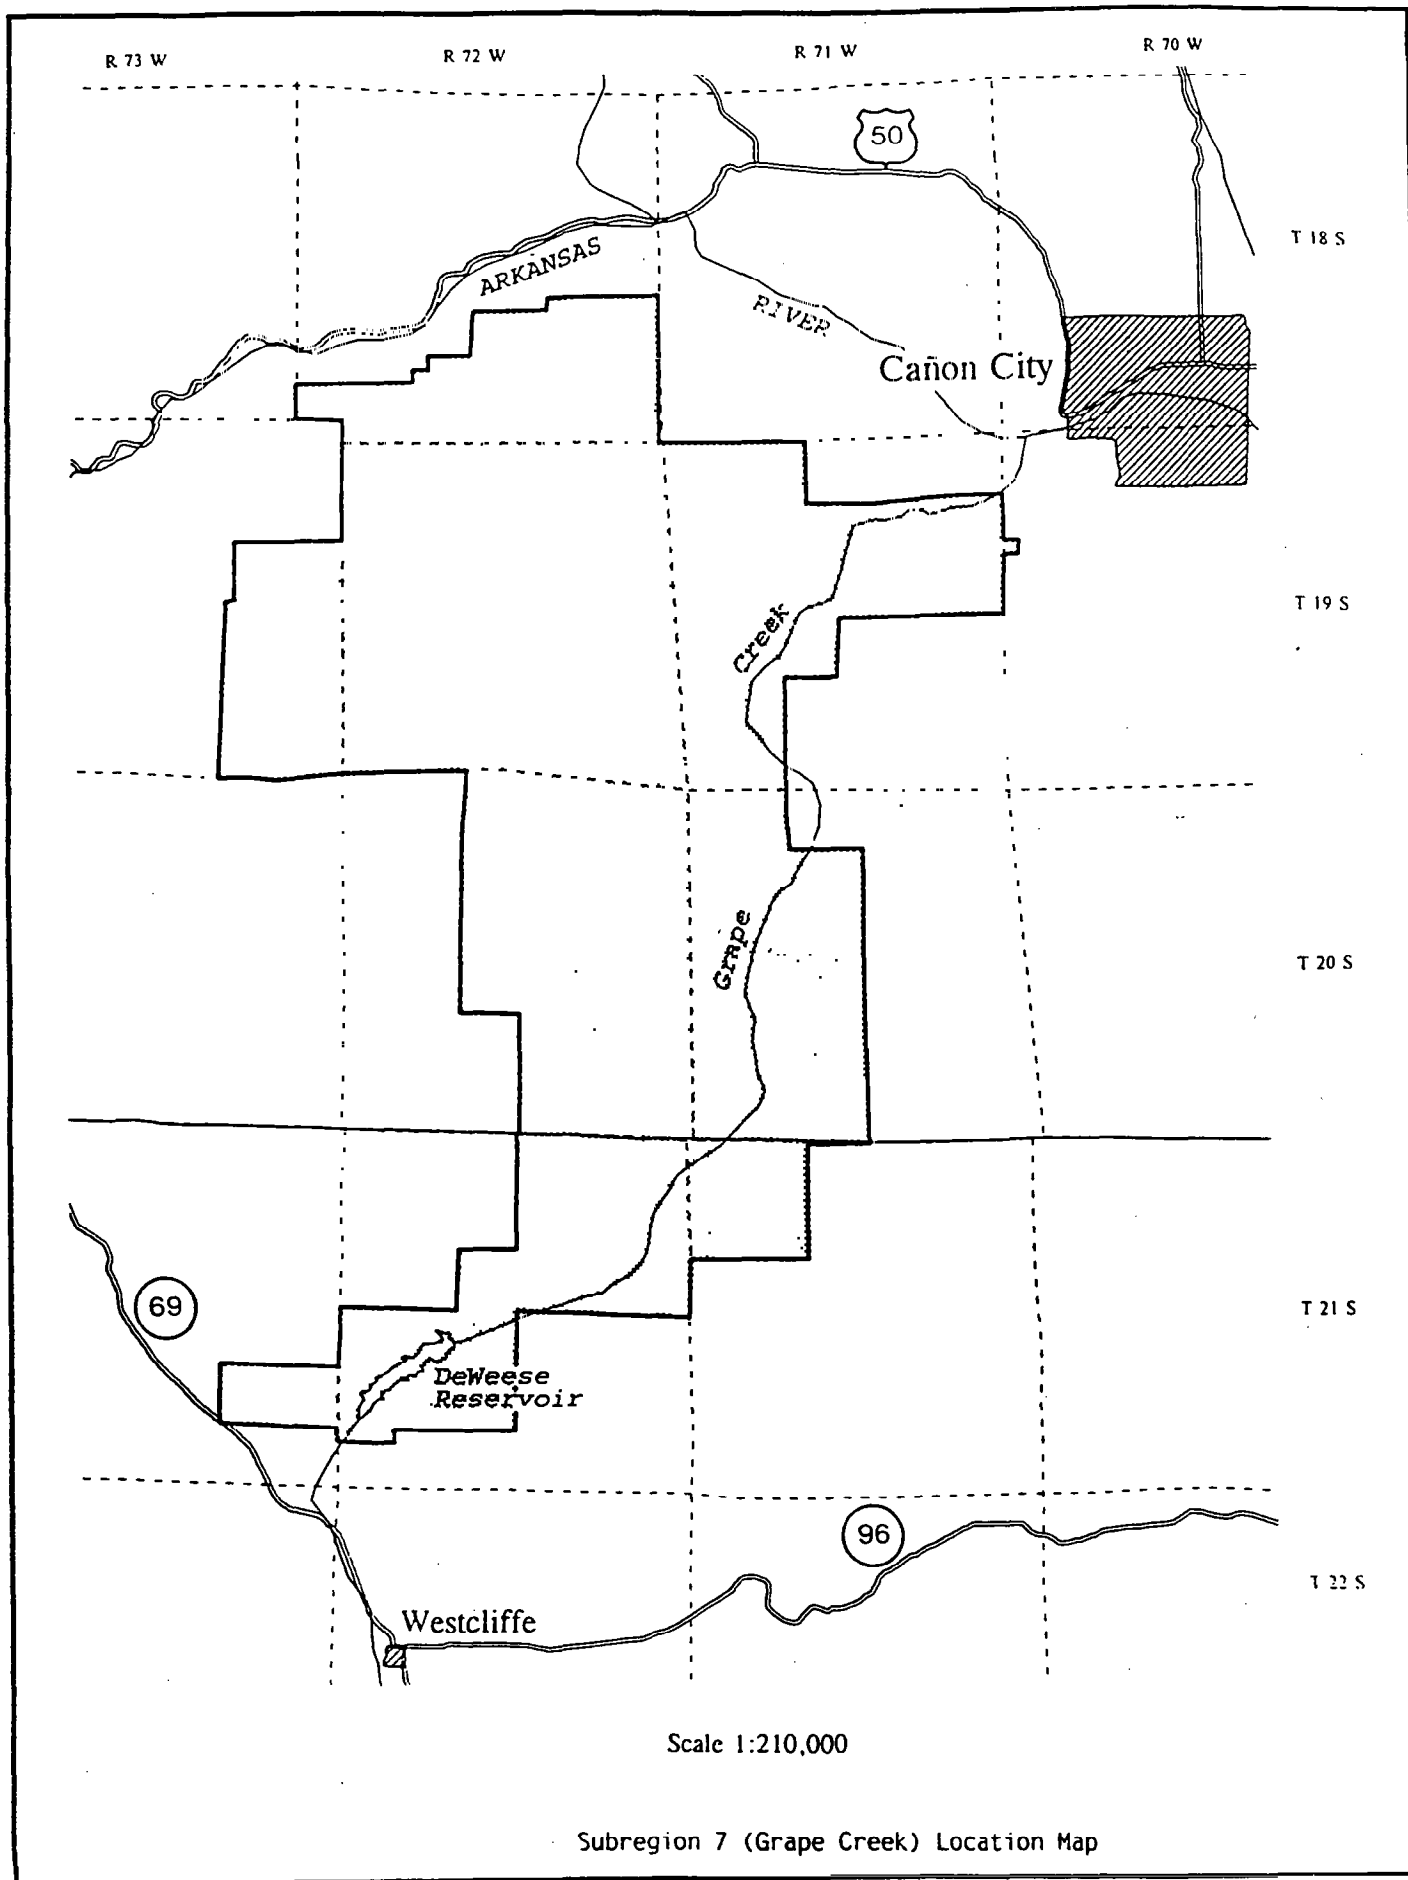 R 73 W
R 72 W
R 71 W
R 70 W
50
T 18 S
ARKANSAS
RIVER
Cañon City
T 19 S
Creek
T 20 S
Grape
69
T 21 S
DeWeese
Reservoir
96
T 22 S
Westcliffe
Scale 1:210,000
Subregion 7 (Grape Creek) Location Map